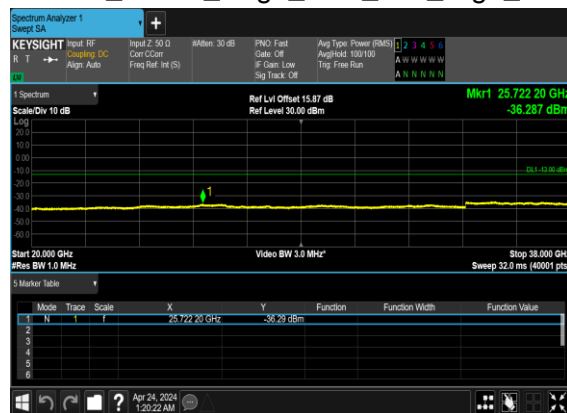 Spectrum Analyzer 1
Swept SA
+
KEYSIGHT
R T
Input: RF
Coupling: DC
Align: Auto
Input Z: 50 Ω
Corr CCorr
Freq Ref: Int (S)
#Atten: 30 dB
PNO: Fast
Gate: Off
IF Gain: Low
Sig Track: Off
Avg Type: Power (RMS)
Avg|Hold: 100/100
Trig: Free Run
1 2 3 4 5 6
A W W W W W
A N N N N N
1 Spectrum
Scale/Div 10 dB
Ref Lvl Offset 15.87 dB
Ref Level 30.00 dBm
Mkr1 25.722 20 GHz
-36.287 dBm
Log
20.0
10.0
0.00
-10.0
-20.0
-30.0
-40.0
-50.0
-60.0
DL1 -13.00 dBm
1
Start 20.000 GHz
#Res BW 1.0 MHz
Video BW 3.0 MHz*
Stop 38.000 GHz
Sweep 32.0 ms (40001 pts)
5 Marker Table
Mode Trace Scale X Y Function Function Width Function Value
1 N 1 f 25.722 20 GHz -36.29 dBm
2
3
4
5
6
?
Apr 24, 2024
1:20:22 AM